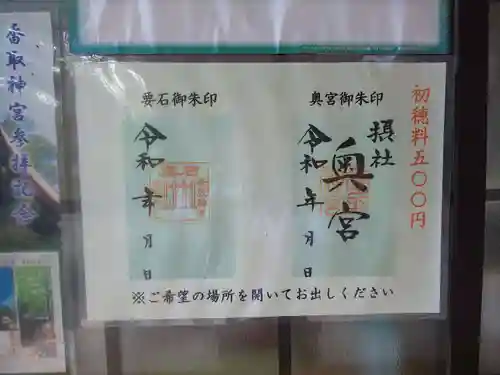 香取神宮参拝記念
初穂料五〇〇円
奥宮御朱印
摂社
奥宮
令和 年 月 日
要石御朱印
令和 年 月 日
※ご希望の場所を開いてお出しください